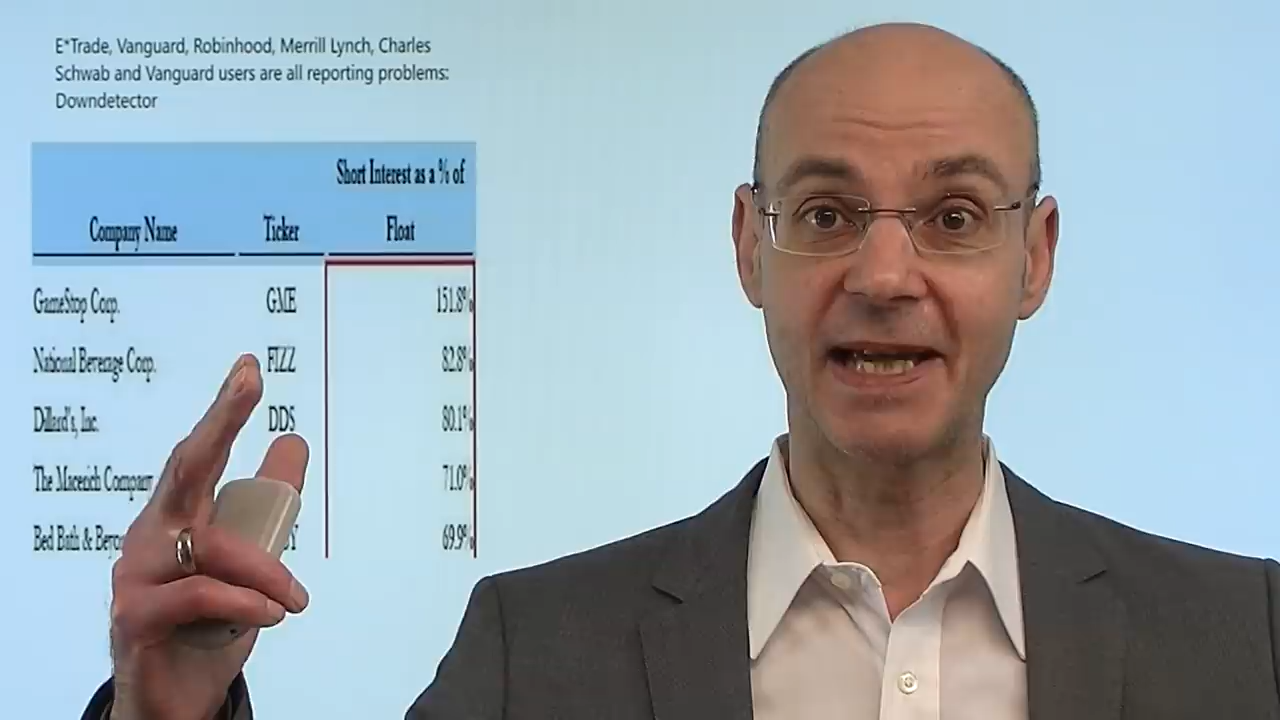 E*Trade, Vanguard, Robinhood, Merrill Lynch, Charles
Schwab and Vanguard users are all reporting problems:
Downdetector
Short Interest as a % of
Company Name Ticker Float
GameStop Corp. GME 151.8%
National Beverage Corp. FIZZ 82.8%
Dillard's, Inc. DDS 80.1%
The Macerich Company 71.0%
Bed Bath & 69.9%